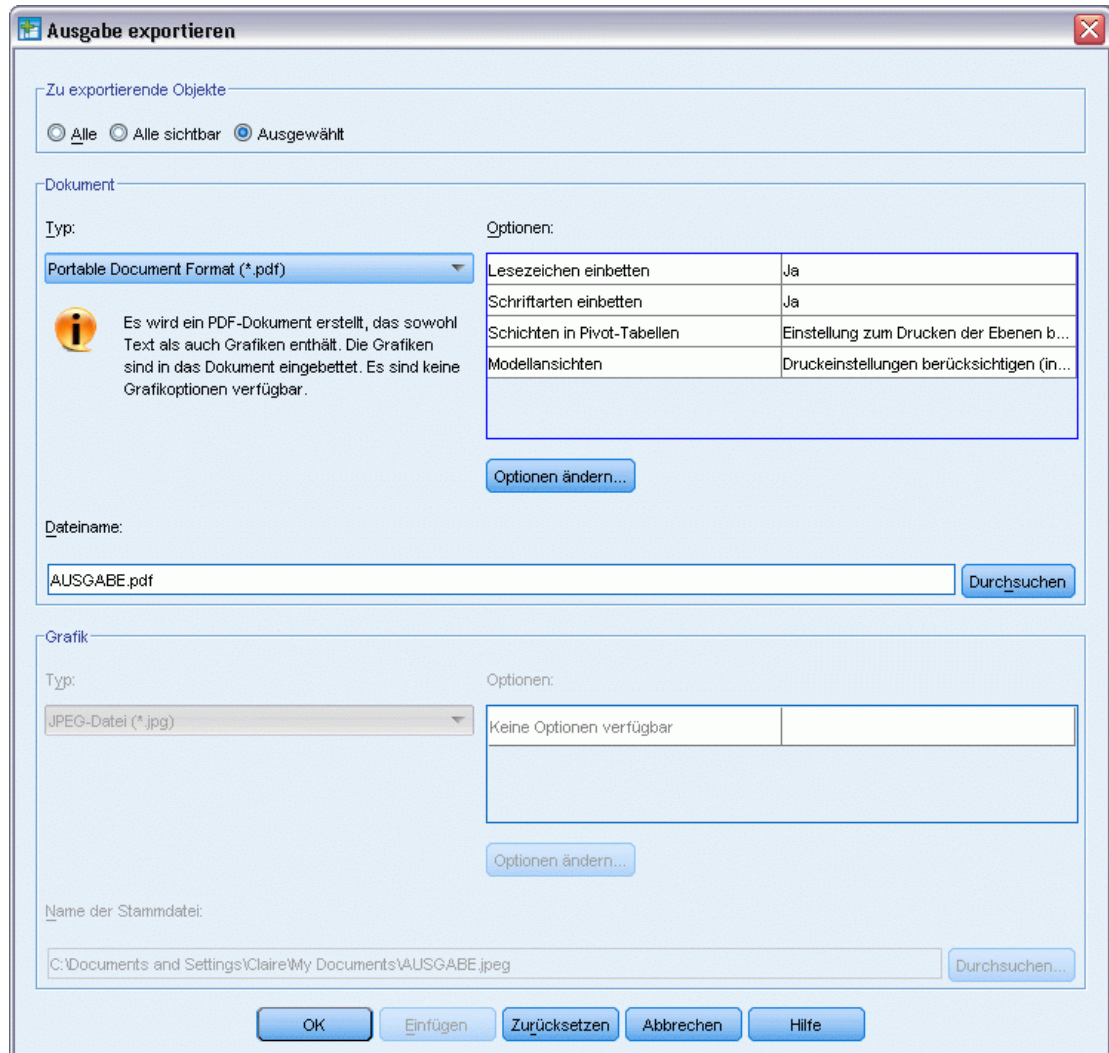 Ausgabe exportieren
Zu exportierende Objekte
Alle Alle sichtbar Ausgewählt
Dokument
Typ: Optionen:
Portable Document Format (*.pdf)
Lesezeichen einbetten Ja
Schriftarten einbetten Ja
Schichten in Pivot-Tabellen Einstellung zum Drucken der Ebenen b...
Modellansichten Druckeinstellungen berücksichtigen (in...
Es wird ein PDF-Dokument erstellt, das sowohl
Text als auch Grafiken enthält. Die Grafiken
sind in das Dokument eingebettet. Es sind keine
Grafikoptionen verfügbar.
Optionen ändern...
Dateiname:
AUSGABE.pdf Durchsuchen
Grafik
Typ: Optionen:
JPEG-Datei (*.jpg) Keine Optionen verfügbar
Optionen ändern...
Name der Stammdatei:
C:\Documents and Settings\Claire\My Documents\AUSGABE.jpeg Durchsuchen...
OK Einfügen Zurücksetzen Abbrechen Hilfe